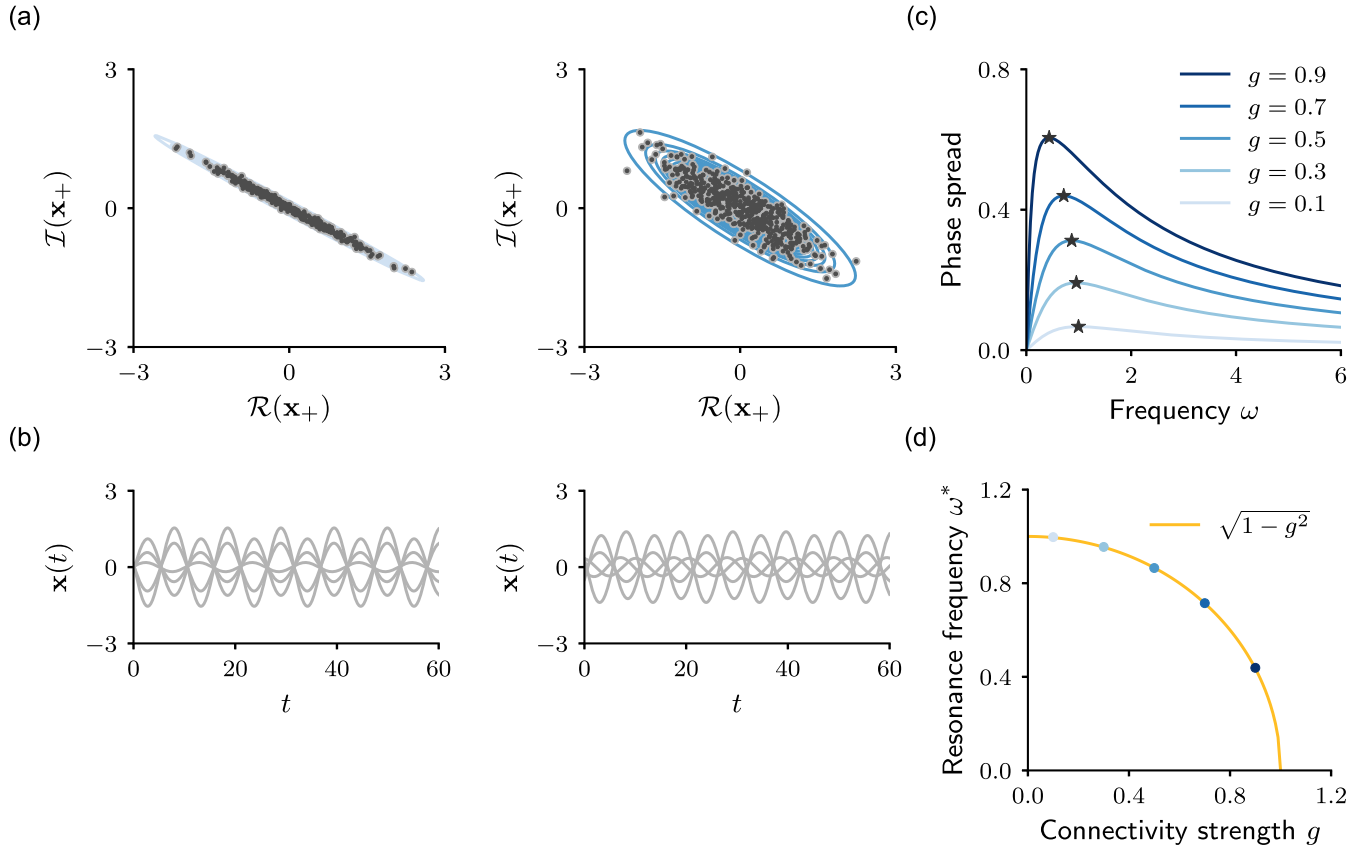 (a)
3
0
−3
ℐ(x₊)
−3 0 3
ℛ(x₊)
3
0
−3
ℐ(x₊)
−3 0 3
ℛ(x₊)
(c)
0.8
0.4
0.0
Phase spread
g = 0.9
g = 0.7
g = 0.5
g = 0.3
g = 0.1
0 2 4 6
Frequency ω
(b)
3
0
−3
x(t)
0 20 40 60
t
3
0
−3
x(t)
0 20 40 60
t
(d)
1.2
0.8
0.4
0.0
Resonance frequency ω*
√(1 − g²)
0.0 0.4 0.8 1.2
Connectivity strength g